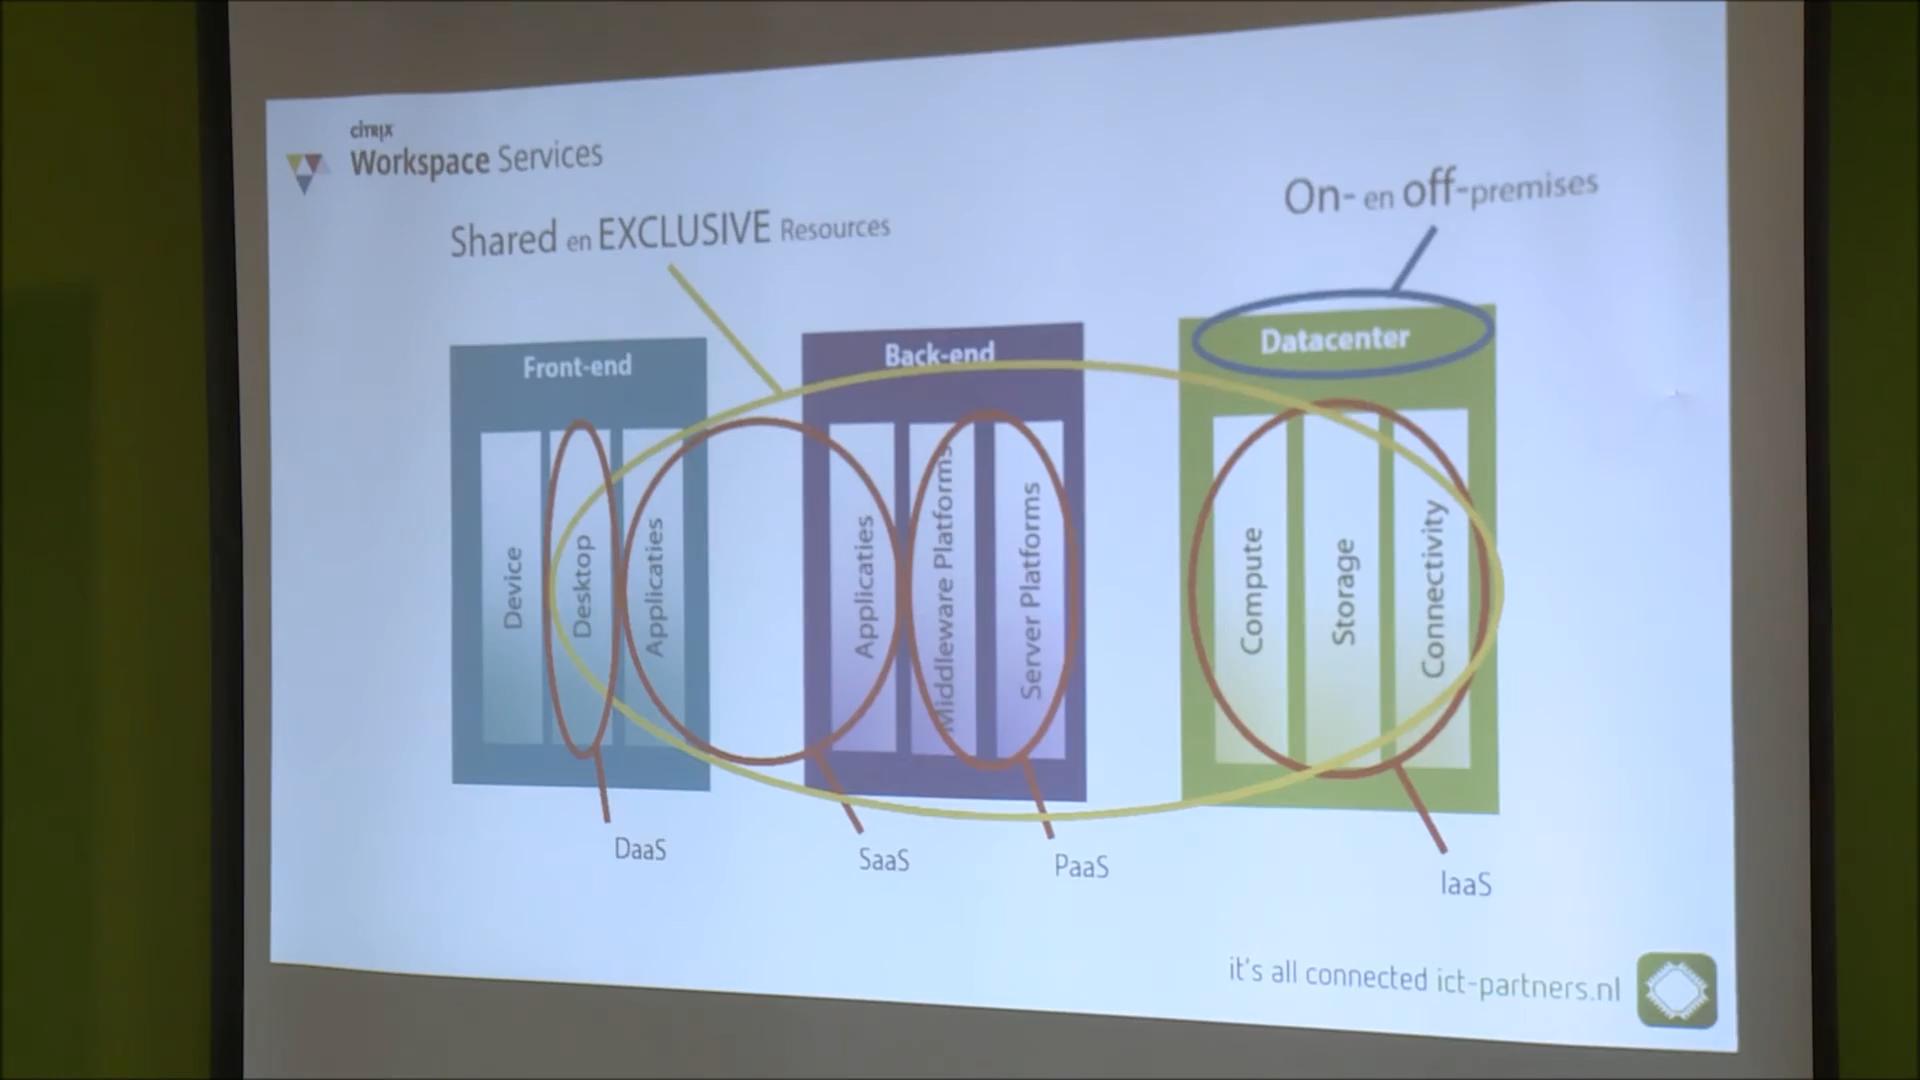 citrix
Workspace Services
Shared en EXCLUSIVE Resources
On- en off-premises
Front-end
Back-end
Datacenter
Device
Desktop
Applicaties
Applicaties
Middleware Platforms
Server Platforms
Compute
Storage
Connectivity
DaaS
SaaS
PaaS
IaaS
it's all connected ict-partners.nl